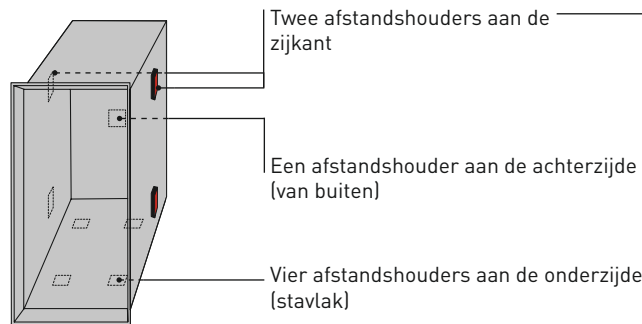 Twee afstandshouders aan de
zijkant
Een afstandshouder aan de achterzijde
(van buiten)
Vier afstandshouders aan de onderzijde
(stavlak)